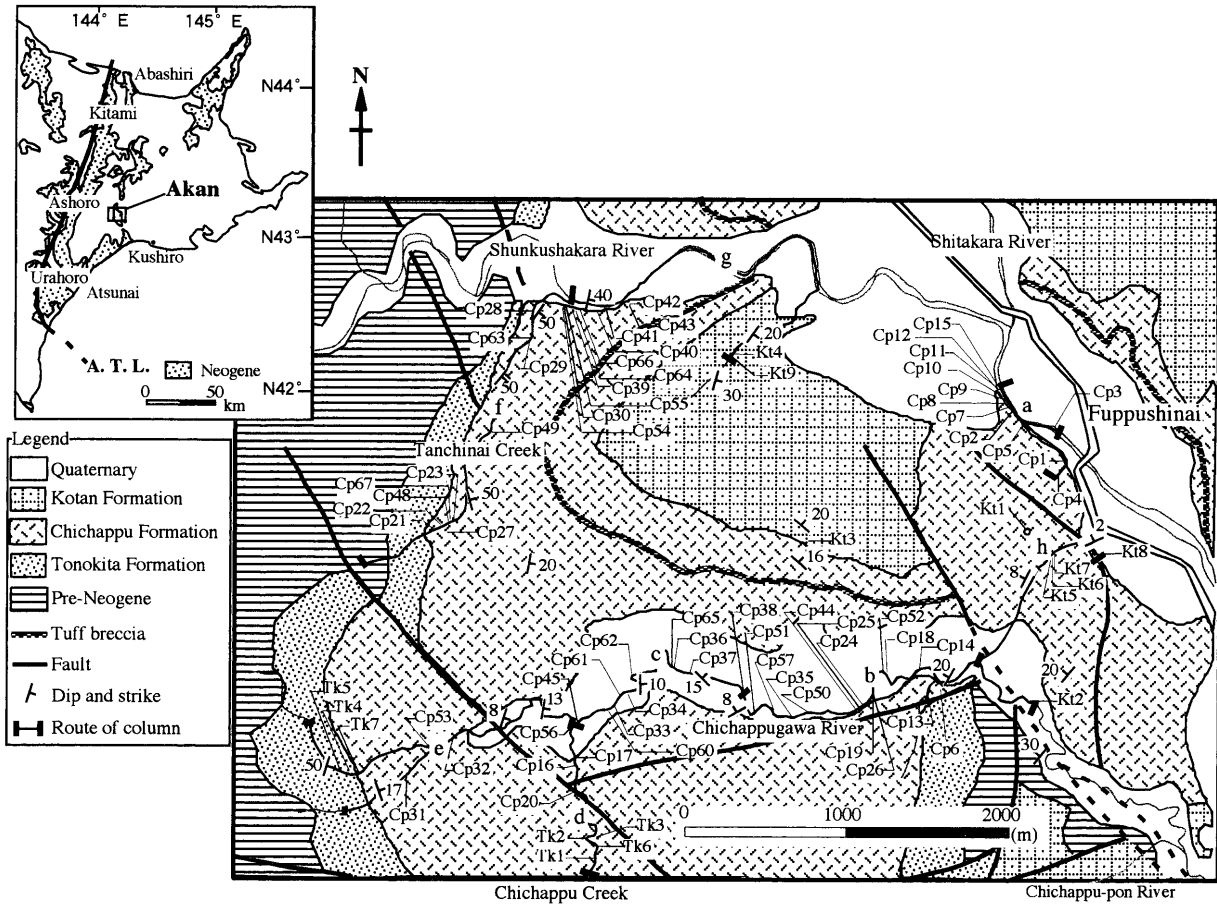 144° E
145° E
Abashiri
N44°
Kitami
Akan
Ashoro
N43°
Kushiro
Urahoro
Atsunai
A. T. L.
Neogene
0 50
km
N42°
N
Legend
Quaternary
Kotan Formation
Chichappu Formation
Tonokita Formation
Pre-Neogene
Tuff breccia
Fault
Dip and strike
Route of column
Shunkushakara River
g
Shitakara River
Cp28
50
40
Cp42
Cp43
Cp63
Cp41
Cp40
20
Kt4
Cp66
Cp29
Cp64
Kt9
50
Cp39
30
Cp55
f
Cp30
Cp49
Cp54
Cp15
Cp12
Cp11
Cp10
Cp9
Cp8
Cp7
a
Cp3
Fuppushinai
Cp2
Cp5
Cp1
Cp4
Tanchinai Creek
Cp23
Cp67
Cp48
50
Cp22
Cp21
Cp27
20
Kt3
16
20
Kt1
2
h
Kt8
8
Kt7
Kt6
Kt5
Cp65
Cp38
Cp44
Cp25
Cp52
Cp62
Cp36
Cp51
Cp24
Cp18
Cp14
Cp61
c
Cp37
Cp57
Cp45
15
Cp35
b
20
10
Cp50
20
Kt2
8
13
Cp34
Chichappugawa River
Cp13
Tk5
Tk4
Tk7
Cp53
8
Cp56
Cp33
e
Cp17
Cp60
Cp19
Cp6
30
50
Cp32
Cp16
Cp26
17
Cp31
Cp20
d
0 1000 2000
(m)
Tk3
Tk2
Tk6
Tk1
Chichappu Creek
Chichappu-pon River